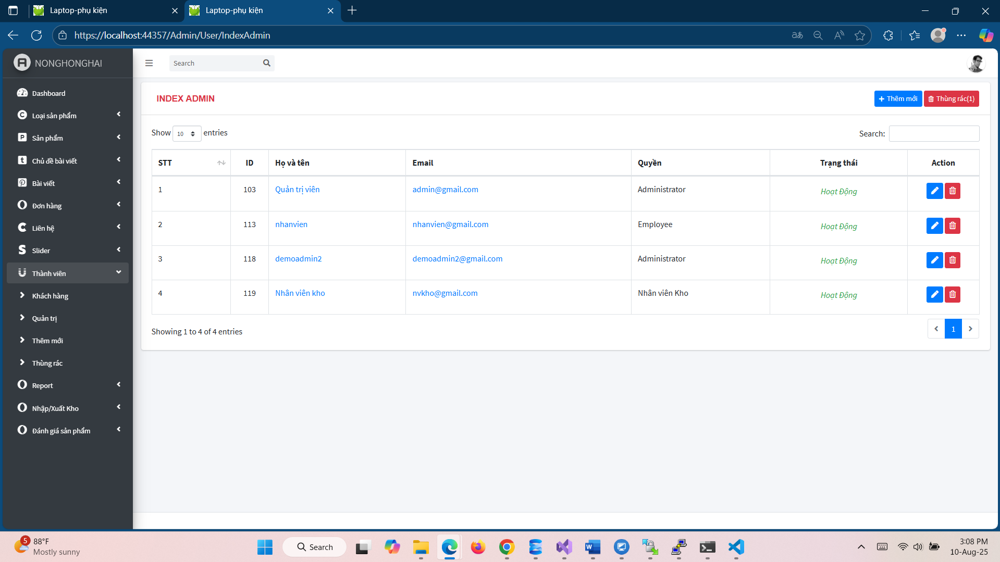 Laptop-phụ kiện
Laptop-phụ kiện
https://localhost:44357/Admin/User/IndexAdmin
NONGHONGHAI
Search
Dashboard
Loại sản phẩm
Sản phẩm
Chủ đề bài viết
Bài viết
Đơn hàng
Liên hệ
Slider
Thành viên
Khách hàng
Quản trị
Thêm mới
Thùng rác
Report
Nhập/Xuất Kho
Đánh giá sản phẩm
INDEX ADMIN
Thêm mới
Thùng rác(1)
Show 10 entries
Search:
STT ID Họ và tên Email Quyền Trạng thái Action
1 103 Quản trị viên admin@gmail.com Administrator Hoạt Động
2 113 nhanvien nhanvien@gmail.com Employee Hoạt Động
3 118 demoadmin2 demoadmin2@gmail.com Administrator Hoạt Động
4 119 Nhân viên kho nvkho@gmail.com Nhân viên Kho Hoạt Động
Showing 1 to 4 of 4 entries
1
5
88°F
Mostly sunny
Search
3:08 PM
10-Aug-25